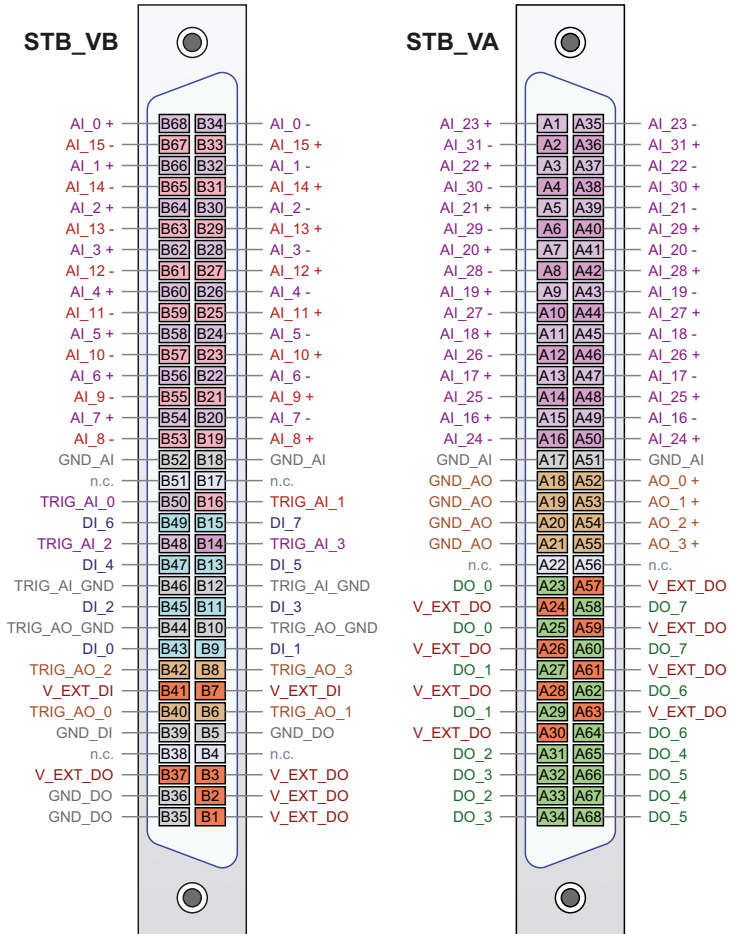 STB_VB STB_VA
AI_0 + B68 B34 AI_0 - AI_23 + A1 A35 AI_23 -
AI_15 - B67 B33 AI_15 + AI_31 - A2 A36 AI_31 +
AI_1 + B66 B32 AI_1 - AI_22 + A3 A37 AI_22 -
AI_14 - B65 B31 AI_14 + AI_30 - A4 A38 AI_30 +
AI_2 + B64 B30 AI_2 - AI_21 + A5 A39 AI_21 -
AI_13 - B63 B29 AI_13 + AI_29 - A6 A40 AI_29 +
AI_3 + B62 B28 AI_3 - AI_20 + A7 A41 AI_20 -
AI_12 - B61 B27 AI_12 + AI_28 - A8 A42 AI_28 +
AI_4 + B60 B26 AI_4 - AI_19 + A9 A43 AI_19 -
AI_11 - B59 B25 AI_11 + AI_27 - A10 A44 AI_27 +
AI_5 + B58 B24 AI_5 - AI_18 + A11 A45 AI_18 -
AI_10 - B57 B23 AI_10 + AI_26 - A12 A46 AI_26 +
AI_6 + B56 B22 AI_6 - AI_17 + A13 A47 AI_17 -
AI_9 - B55 B21 AI_9 + AI_25 - A14 A48 AI_25 +
AI_7 + B54 B20 AI_7 - AI_16 + A15 A49 AI_16 -
AI_8 - B53 B19 AI_8 + AI_24 - A16 A50 AI_24 +
GND_AI B52 B18 GND_AI GND_AI A17 A51 GND_AI
n.c. B51 B17 n.c. GND_AO A18 A52 AO_0 +
TRIG_AI_0 B50 B16 TRIG_AI_1 GND_AO A19 A53 AO_1 +
DI_6 B49 B15 DI_7 GND_AO A20 A54 AO_2 +
TRIG_AI_2 B48 B14 TRIG_AI_3 GND_AO A21 A55 AO_3 +
DI_4 B47 B13 DI_5 n.c. A22 A56 n.c.
TRIG_AI_GND B46 B12 TRIG_AI_GND DO_0 A23 A57 V_EXT_DO
DI_2 B45 B11 DI_3 V_EXT_DO A24 A58 DO_7
TRIG_AO_GND B44 B10 TRIG_AO_GND DO_0 A25 A59 V_EXT_DO
DI_0 B43 B9 DI_1 V_EXT_DO A26 A60 DO_7
TRIG_AO_2 B42 B8 TRIG_AO_3 DO_1 A27 A61 V_EXT_DO
V_EXT_DI B41 B7 V_EXT_DI V_EXT_DO A28 A62 DO_6
TRIG_AO_0 B40 B6 TRIG_AO_1 DO_1 A29 A63 V_EXT_DO
GND_DI B39 B5 GND_DO V_EXT_DO A30 A64 DO_6
n.c. B38 B4 n.c. DO_2 A31 A65 DO_4
V_EXT_DO B37 B3 V_EXT_DO DO_3 A32 A66 DO_5
GND_DO B36 B2 V_EXT_DO DO_2 A33 A67 DO_4
GND_DO B35 B1 V_EXT_DO DO_3 A34 A68 DO_5